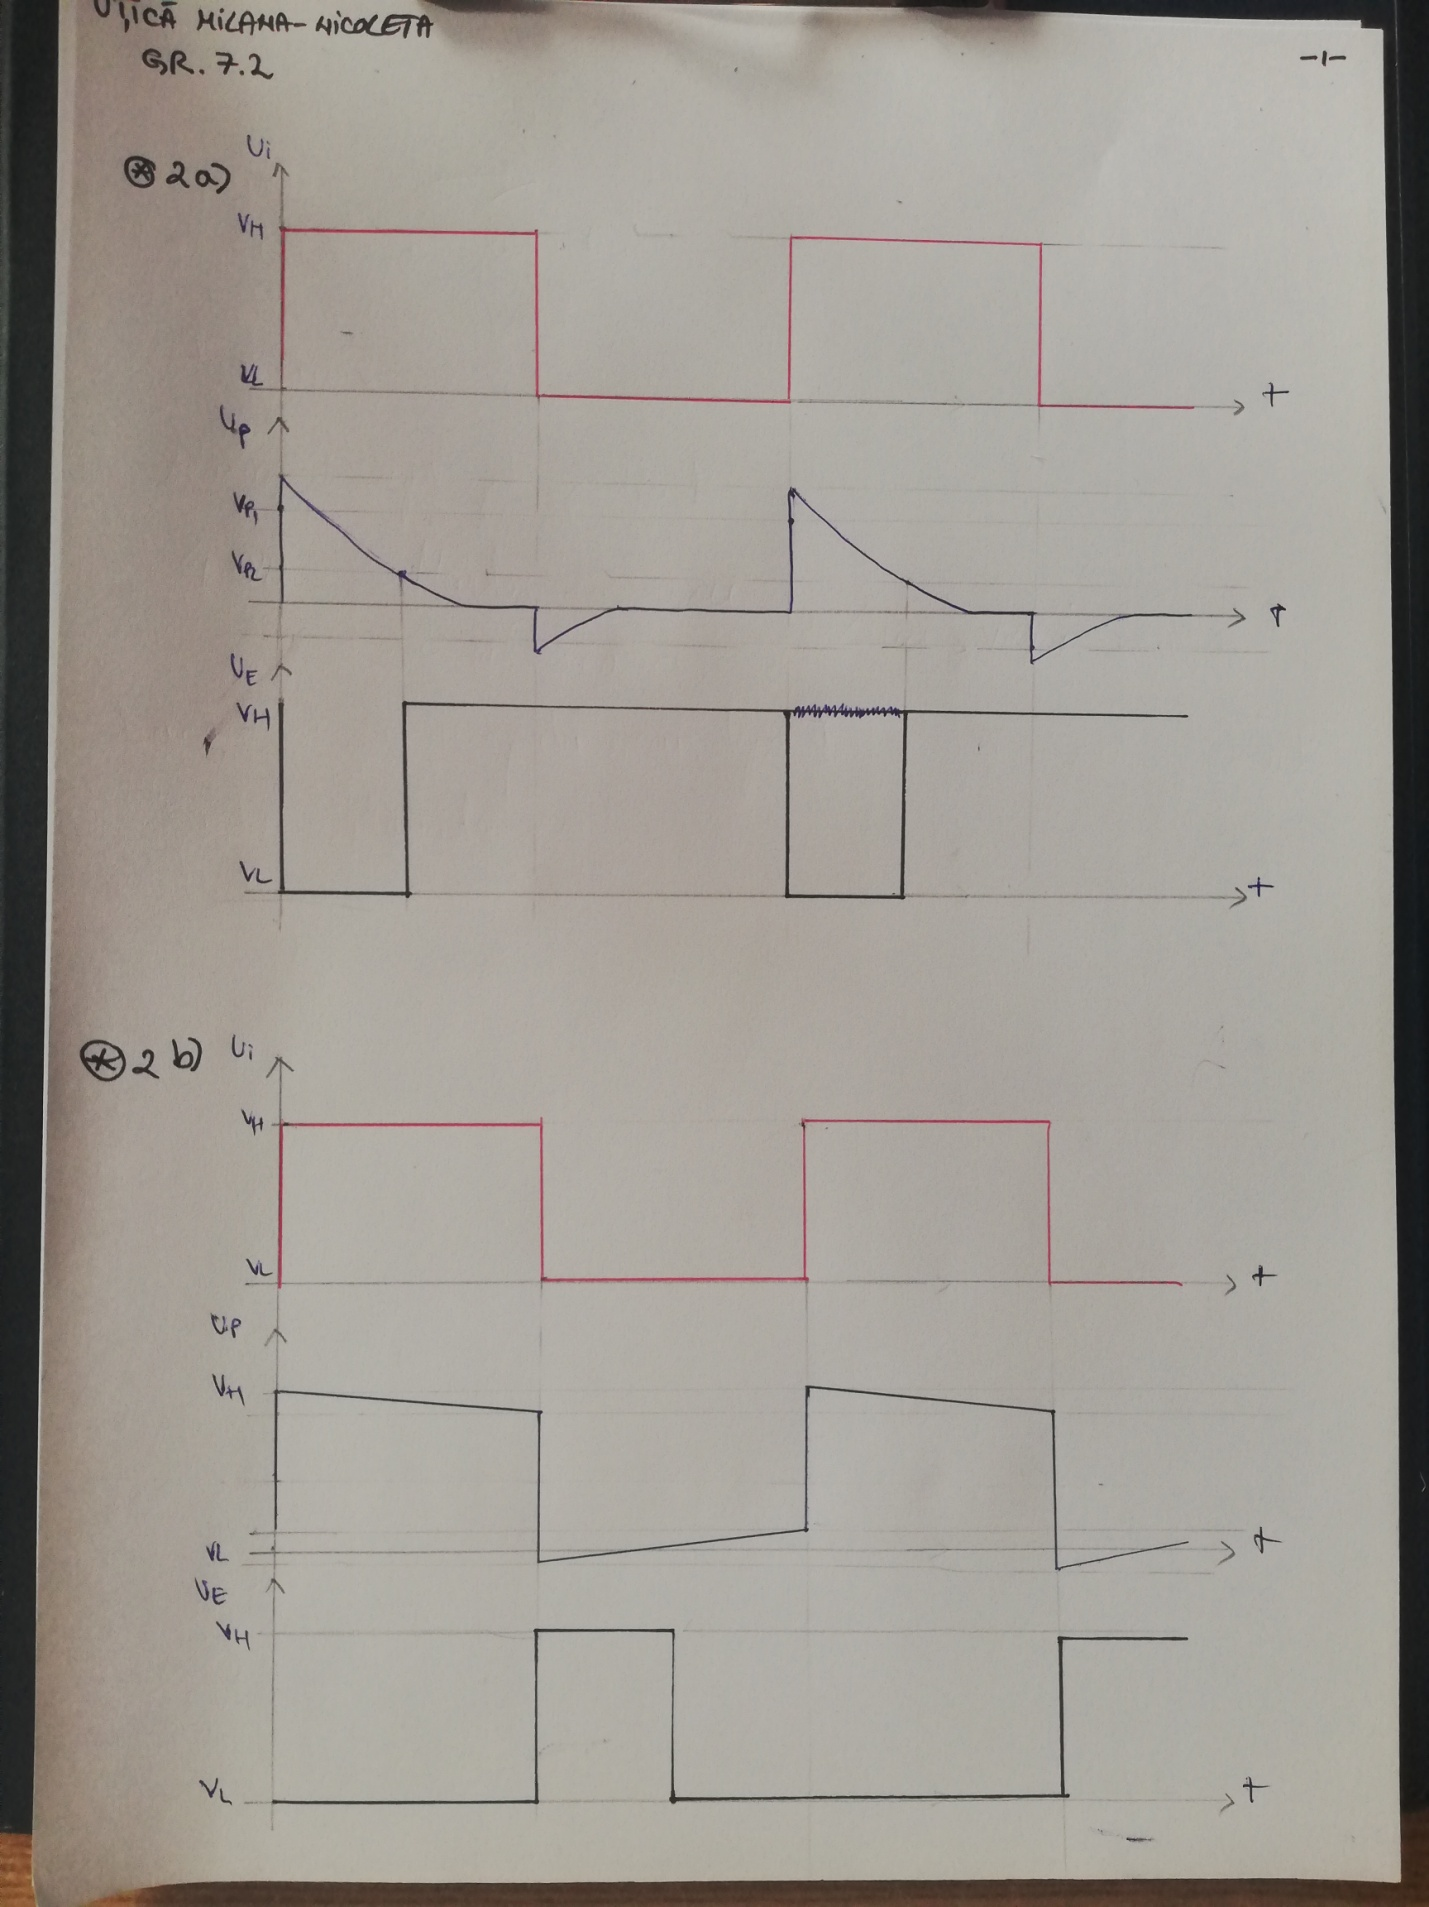 UȚICĂ MILANA-NICOLETA
GR. 7.2
-1-
* 2a)
Ui
VH
VL
t
Up
VP1
VP2
t
UE
VH
VL
t
* 2 b)
Ui
VH
VL
t
UP
VH
VL
t
UE
VH
VL
t